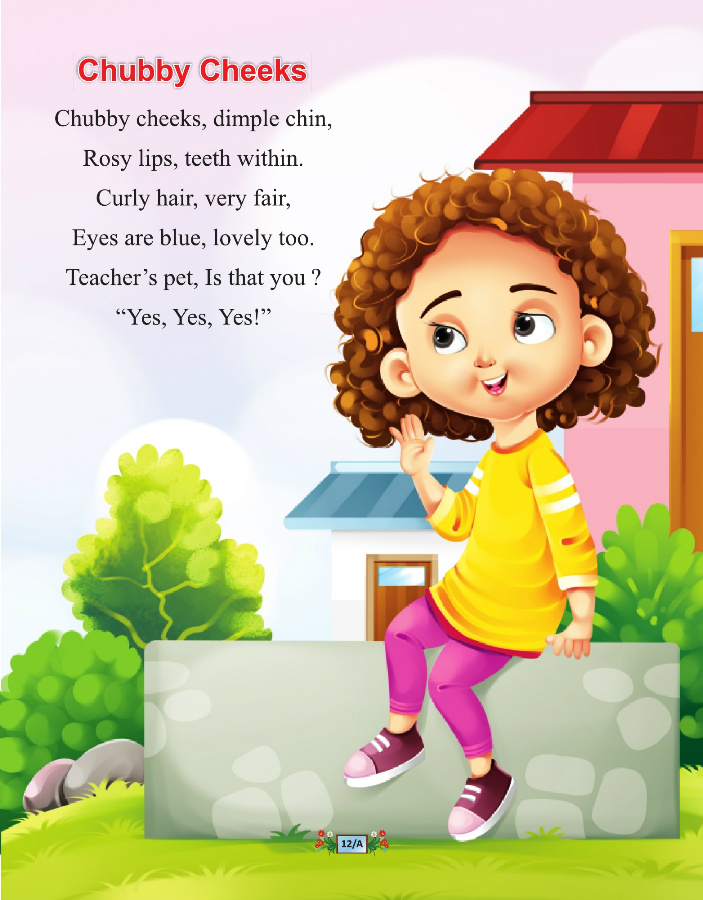 Chubby Cheeks
Chubby cheeks, dimple chin,
Rosy lips, teeth within.
Curly hair, very fair,
Eyes are blue, lovely too.
Teacher’s pet, Is that you ?
“Yes, Yes, Yes!”
12/A